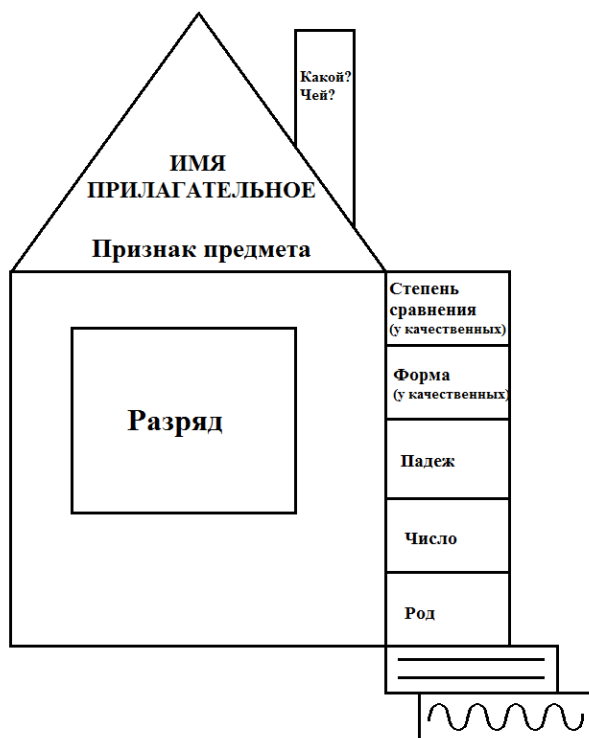 Какой?
Чей?
ИМЯ
ПРИЛАГАТЕЛЬНОЕ
Признак предмета
Степень
сравнения
(у качественных)
Форма
(у качественных)
Разряд
Падеж
Число
Род